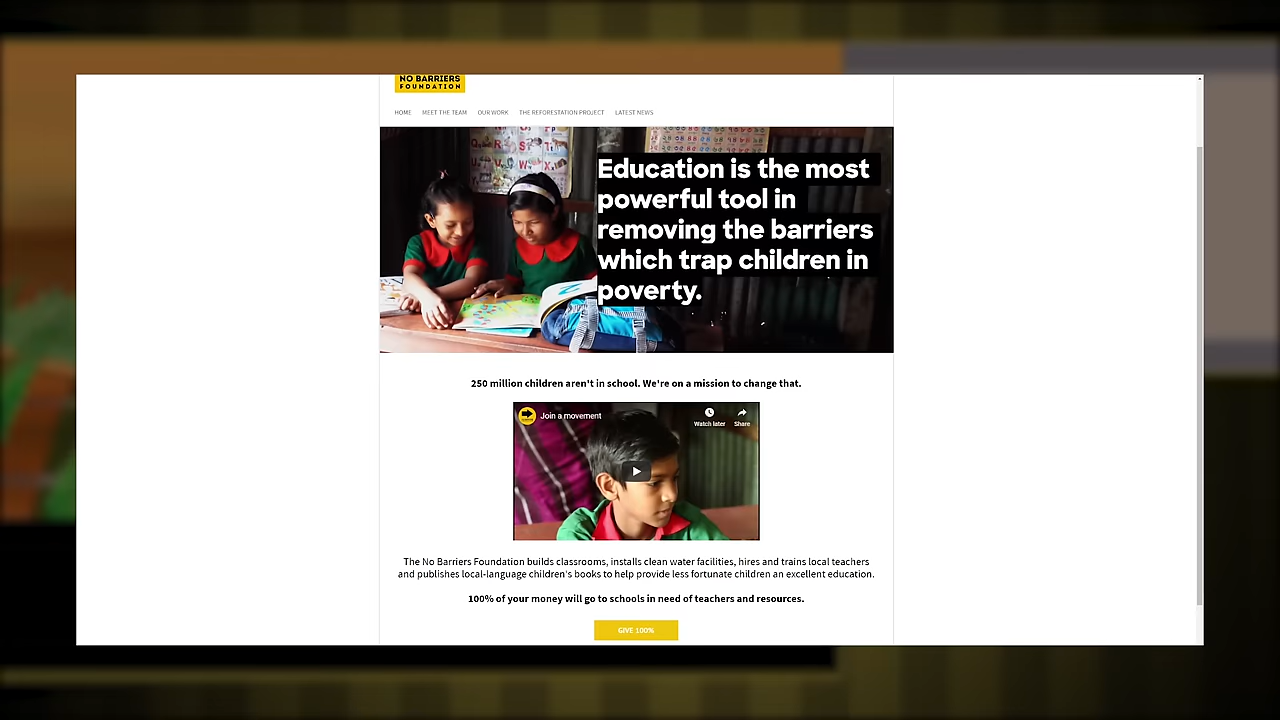 NO BARRIERS
FOUNDATION
HOME MEET THE TEAM OUR WORK THE REFORESTATION PROJECT LATEST NEWS
Education is the most
powerful tool in
removing the barriers
which trap children in
poverty.
250 million children aren't in school. We're on a mission to change that.
Join a movement
Watch later Share
The No Barriers Foundation builds classrooms, installs clean water facilities, hires and trains local teachers
and publishes local-language children's books to help provide less fortunate children an excellent education.
100% of your money will go to schools in need of teachers and resources.
GIVE 100%